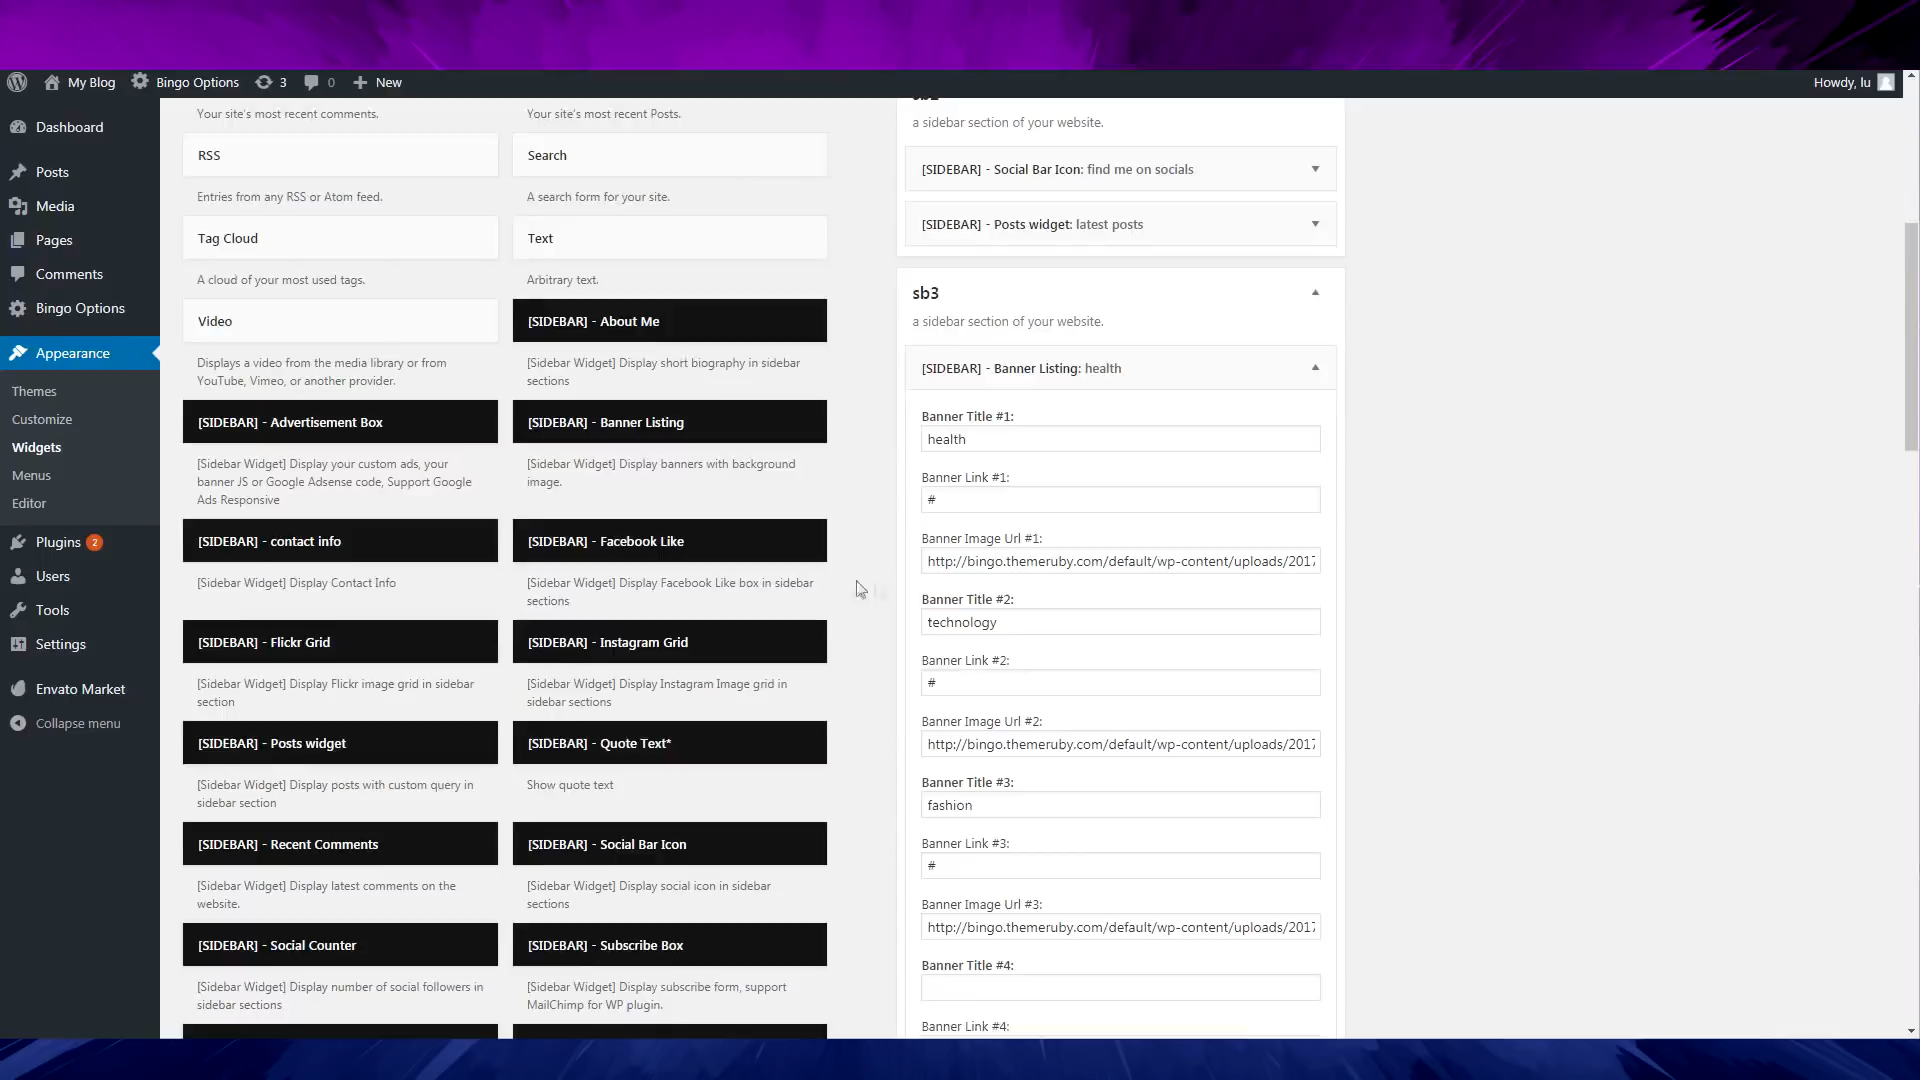 My Blog
Bingo Options
3
0
New
Howdy, lu
Dashboard
Posts
Media
Pages
Comments
Bingo Options
Appearance
Themes
Customize
Widgets
Menus
Editor
Plugins 2
Users
Tools
Settings
Envato Market
Collapse menu
Your site's most recent comments.
Your site's most recent Posts.
RSS
Search
Entries from any RSS or Atom feed.
A search form for your site.
Tag Cloud
Text
A cloud of your most used tags.
Arbitrary text.
Video
[SIDEBAR] - About Me
Displays a video from the media library or from
YouTube, Vimeo, or another provider.
[Sidebar Widget] Display short biography in sidebar
sections
[SIDEBAR] - Advertisement Box
[SIDEBAR] - Banner Listing
[Sidebar Widget] Display your custom ads, your
banner JS or Google Adsense code, Support Google
Ads Responsive
[Sidebar Widget] Display banners with background
image.
[SIDEBAR] - contact info
[SIDEBAR] - Facebook Like
[Sidebar Widget] Display Contact Info
[Sidebar Widget] Display Facebook Like box in sidebar
sections
[SIDEBAR] - Flickr Grid
[SIDEBAR] - Instagram Grid
[Sidebar Widget] Display Flickr image grid in sidebar
section
[Sidebar Widget] Display Instagram Image grid in
sidebar sections
[SIDEBAR] - Posts widget
[SIDEBAR] - Quote Text*
[Sidebar Widget] Display posts with custom query in
sidebar section
Show quote text
[SIDEBAR] - Recent Comments
[SIDEBAR] - Social Bar Icon
[Sidebar Widget] Display latest comments on the
website.
[Sidebar Widget] Display social icon in sidebar
sections
[SIDEBAR] - Social Counter
[SIDEBAR] - Subscribe Box
[Sidebar Widget] Display number of social followers in
sidebar sections
[Sidebar Widget] Display subscribe form, support
MailChimp for WP plugin.
a sidebar section of your website.
[SIDEBAR] - Social Bar Icon: find me on socials
[SIDEBAR] - Posts widget: latest posts
sb3
a sidebar section of your website.
[SIDEBAR] - Banner Listing: health
Banner Title #1:
health
Banner Link #1:
#
Banner Image Url #1:
http://bingo.themeruby.com/default/wp-content/uploads/2017
Banner Title #2:
technology
Banner Link #2:
#
Banner Image Url #2:
http://bingo.themeruby.com/default/wp-content/uploads/2017
Banner Title #3:
fashion
Banner Link #3:
#
Banner Image Url #3:
http://bingo.themeruby.com/default/wp-content/uploads/2017
Banner Title #4:
Banner Link #4: